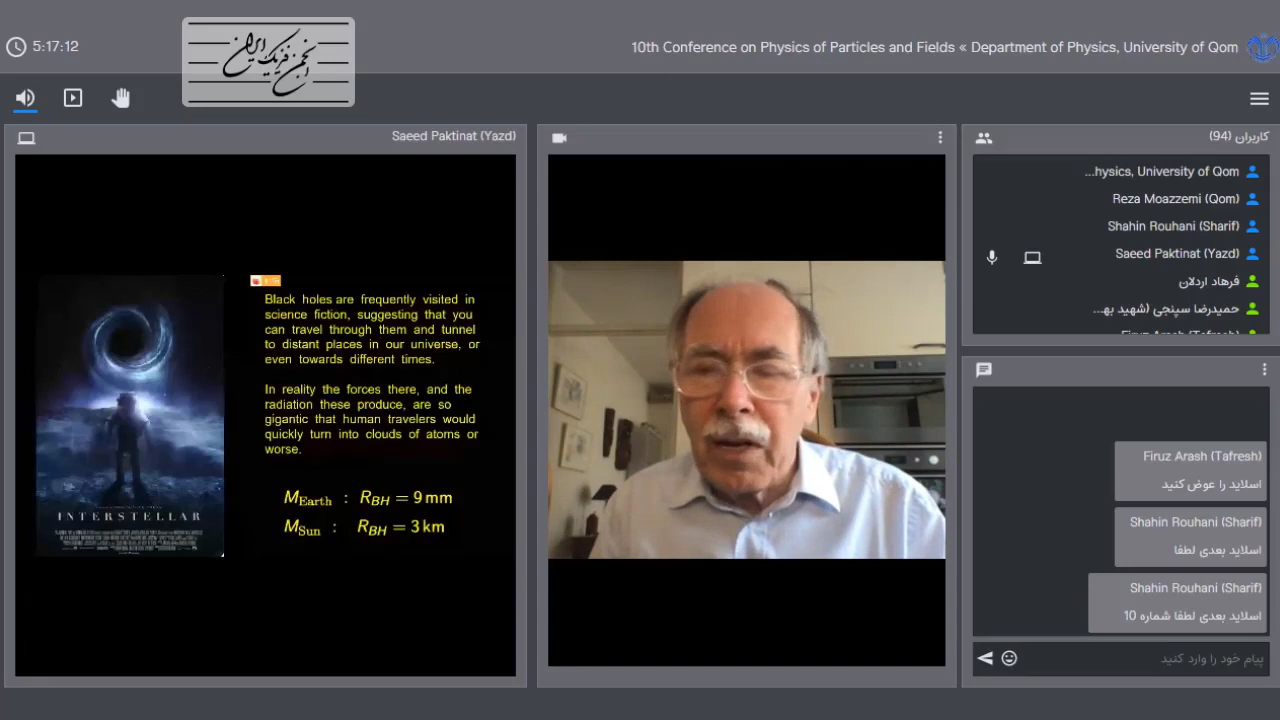 5:17:12
انجمن فیزیک ایران
10th Conference on Physics of Particles and Fields « Department of Physics, University of Qom
Saeed Paktinat (Yazd)
INTERSTELLAR
Black holes are frequently visited in
science fiction, suggesting that you
can travel through them and tunnel
to distant places in our universe, or
even towards different times.
In reality the forces there, and the
radiation these produce, are so
gigantic that human travelers would
quickly turn into clouds of atoms or
worse.
M_Earth : R_BH = 9 mm
M_Sun : R_BH = 3 km
کاربران (94)
...hysics, University of Qom
Reza Moazzemi (Qom)
Shahin Rouhani (Sharif)
Saeed Paktinat (Yazd)
فرهاد اردلان
حمیدرضا سپنجی (شهید به...
Firuz Arash (Tafresh)
Firuz Arash (Tafresh)
اسلاید را عوض کنید
Shahin Rouhani (Sharif)
اسلاید بعدی لطفا
Shahin Rouhani (Sharif)
اسلاید بعدی لطفا شماره 10
پیام خود را وارد کنید